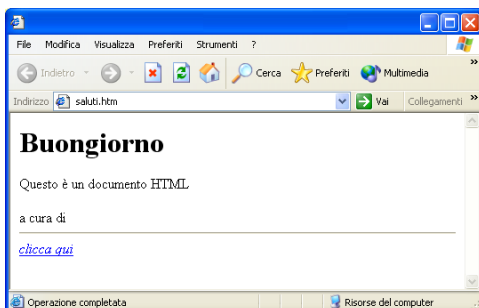 File Modifica Visualizza Preferiti Strumenti ?
Indietro Cerca Preferiti Multimedia »
Indirizzo saluti.htm Vai Collegamenti »
Buongiorno
Questo è un documento HTML
a cura di
clicca qui
Operazione completata Risorse del computer